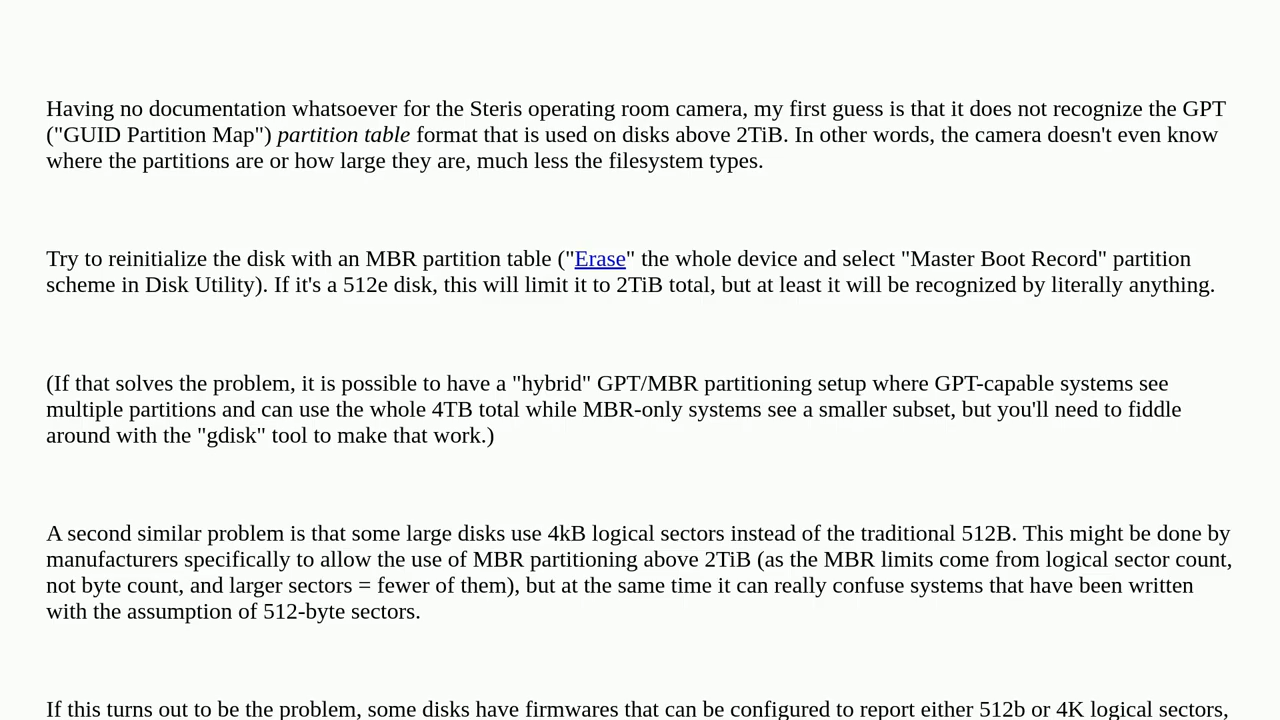 Having no documentation whatsoever for the Steris operating room camera, my first guess is that it does not recognize the GPT
("GUID Partition Map") partition table format that is used on disks above 2TiB. In other words, the camera doesn't even know
where the partitions are or how large they are, much less the filesystem types.
Try to reinitialize the disk with an MBR partition table ("Erase" the whole device and select "Master Boot Record" partition
scheme in Disk Utility). If it's a 512e disk, this will limit it to 2TiB total, but at least it will be recognized by literally anything.
(If that solves the problem, it is possible to have a "hybrid" GPT/MBR partitioning setup where GPT-capable systems see
multiple partitions and can use the whole 4TB total while MBR-only systems see a smaller subset, but you'll need to fiddle
around with the "gdisk" tool to make that work.)
A second similar problem is that some large disks use 4kB logical sectors instead of the traditional 512B. This might be done by
manufacturers specifically to allow the use of MBR partitioning above 2TiB (as the MBR limits come from logical sector count,
not byte count, and larger sectors = fewer of them), but at the same time it can really confuse systems that have been written
with the assumption of 512-byte sectors.
If this turns out to be the problem, some disks have firmwares that can be configured to report either 512b or 4K logical sectors,